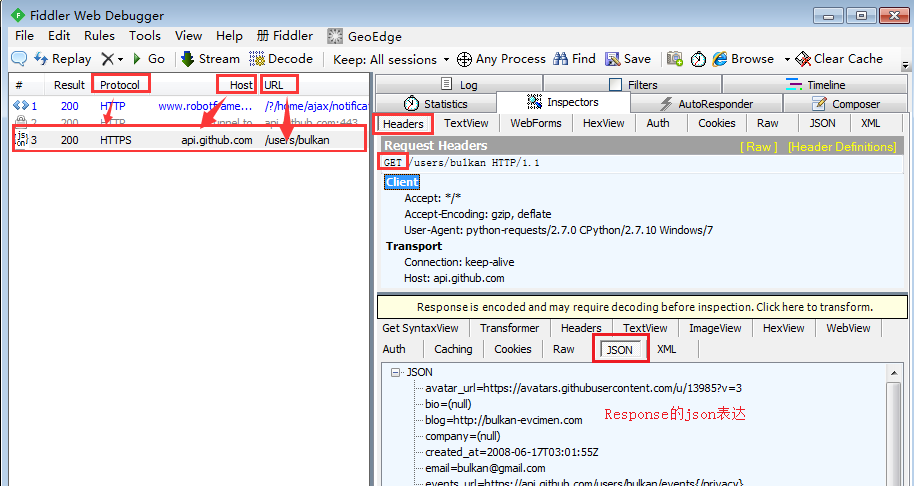 Fiddler Web Debugger
File Edit Rules Tools View Help 册 Fiddler GeoEdge
Replay Go Stream Decode Keep: All sessions Any Process Find Save Browse Clear Cache
# Result Protocol Host URL
1 200 HTTP www.robotframe... /?/home/ajax/notifica
2 200 HTTP to api.github.com:443
3 200 HTTPS api.github.com /users/bulkan
Log Filters Timeline
Statistics Inspectors AutoResponder Composer
Headers TextView WebForms HexView Auth Cookies Raw JSON XML
Request Headers [ Raw ] [Header Definitions]
GET /users/bulkan HTTP/1.1
Client
Accept: */*
Accept-Encoding: gzip, deflate
User-Agent: python-requests/2.7.0 CPython/2.7.10 Windows/7
Transport
Connection: keep-alive
Host: api.github.com
Response is encoded and may require decoding before inspection. Click here to transform.
Get SyntaxView Transformer Headers TextView ImageView HexView WebView
Auth Caching Cookies Raw JSON XML
JSON
avatar_url=https://avatars.githubusercontent.com/u/13985?v=3
bio=(null)
blog=http://bulkan-evcimen.com
Response的json表达
company=(null)
created_at=2008-06-17T03:01:55Z
email=bulkan@gmail.com
events_url=https://api.github.com/users/bulkan/events{/privacy}